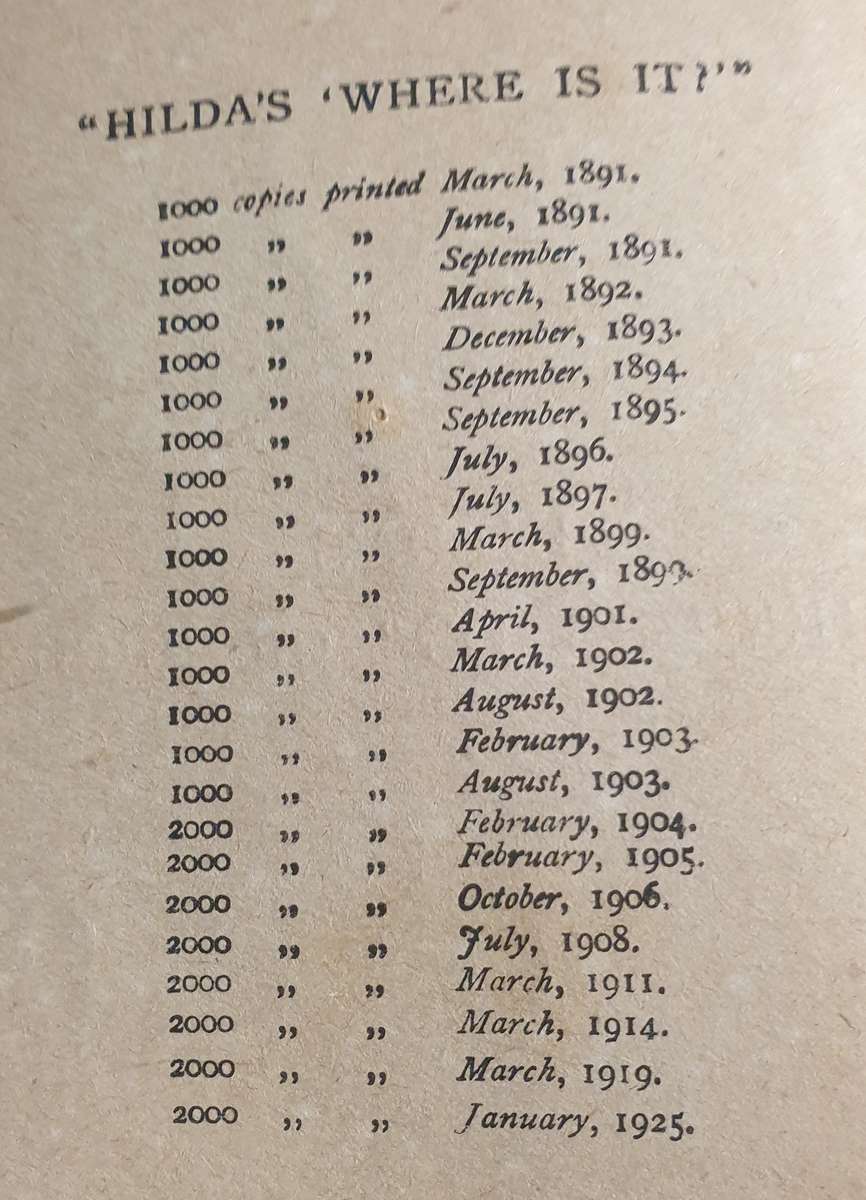 “HILDA'S ‘WHERE IS IT?’”
1000 copies printed March, 1891.
1000 ,, ,, June, 1891.
1000 ,, ,, September, 1891.
1000 ,, ,, March, 1892.
1000 ,, ,, December, 1893.
1000 ,, ,, September, 1894.
1000 ,, ,, September, 1895.
1000 ,, ,, July, 1896.
1000 ,, ,, July, 1897.
1000 ,, ,, March, 1899.
1000 ,, ,, September, 1899.
1000 ,, ,, April, 1901.
1000 ,, ,, March, 1902.
1000 ,, ,, August, 1902.
1000 ,, ,, February, 1903.
1000 ,, ,, August, 1903.
2000 ,, ,, February, 1904.
2000 ,, ,, February, 1905.
2000 ,, ,, October, 1906.
2000 ,, ,, July, 1908.
2000 ,, ,, March, 1911.
2000 ,, ,, March, 1914.
2000 ,, ,, March, 1919.
2000 ,, ,, January, 1925.